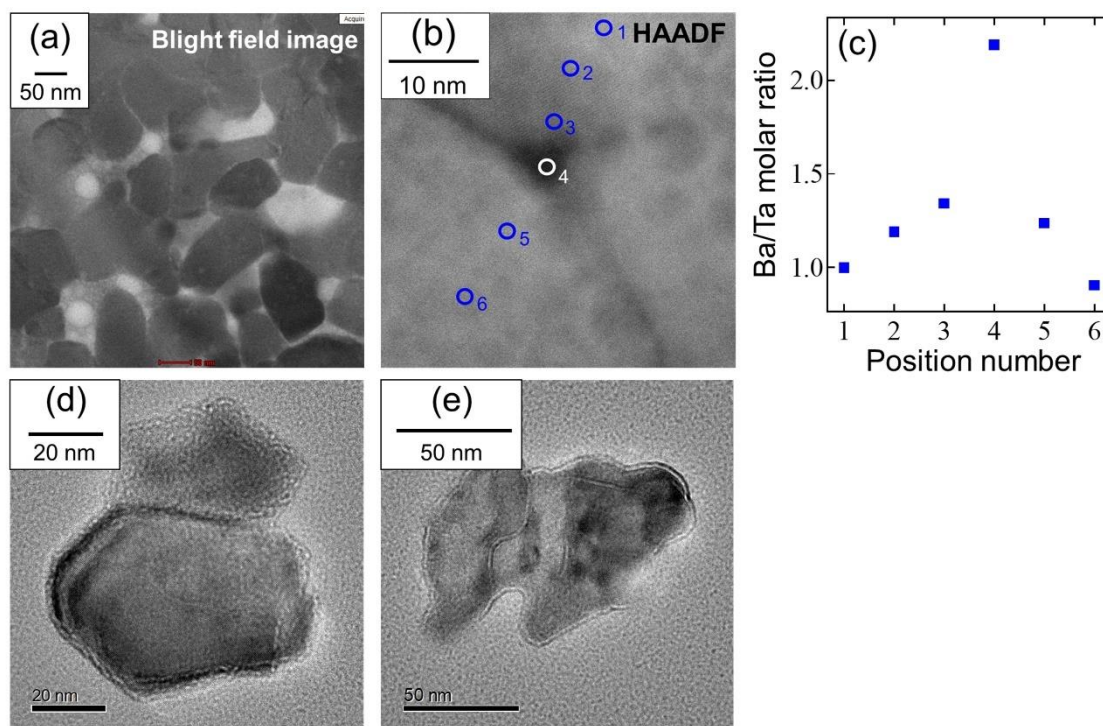 (a)
50 nm
Acquire
Blight field image
(b)
10 nm
HAADF
1
2
3
4
5
6
(c)
Ba/Ta molar ratio
2.0
1.5
1.0
1 2 3 4 5 6
Position number
(d)
20 nm
20 nm
(e)
50 nm
50 nm